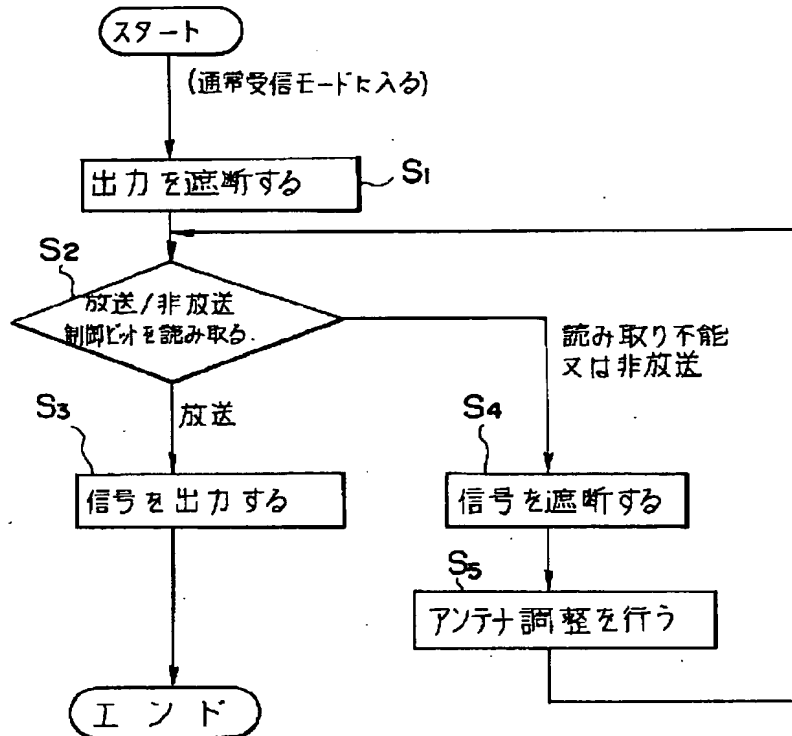 スタート
(通常受信モードに入る)
出力を遮断する
S1
S2
放送/非放送
制御ビットを読み取る.
読み取り不能
又は非放送
S3
放送
S4
信号を出力する
信号を遮断する
S5
アンテナ調整を行う
エンド